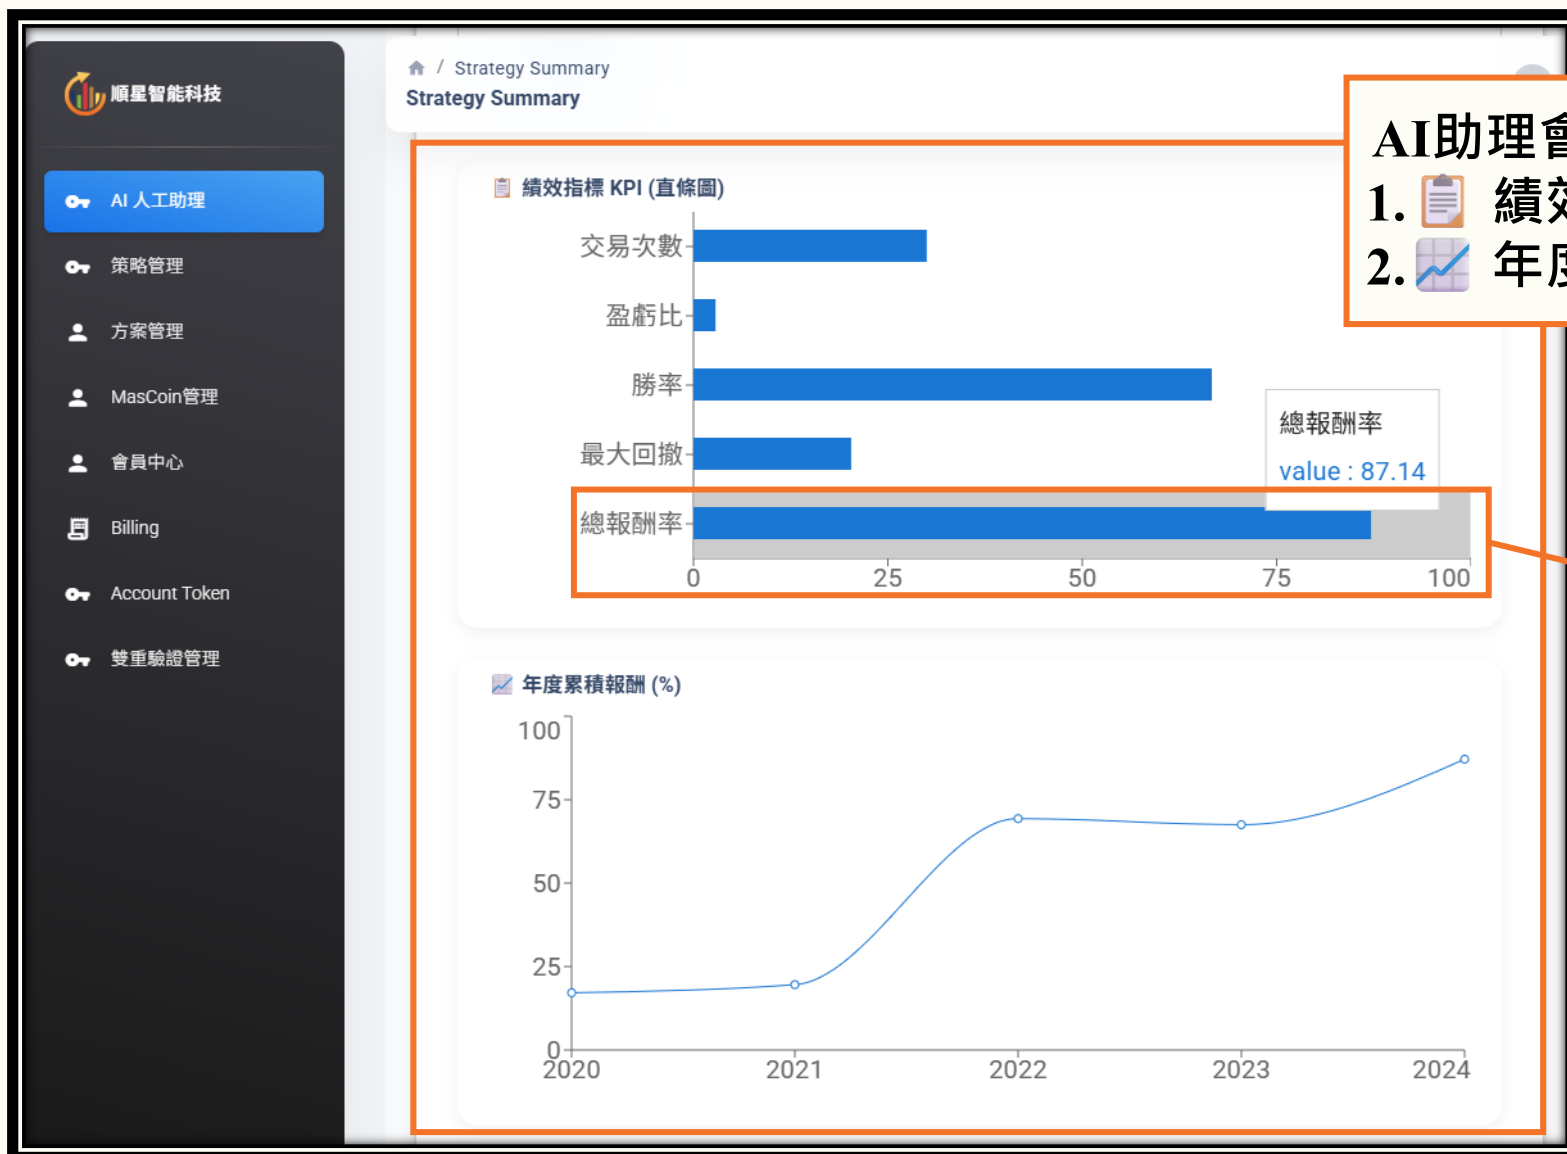 順星智能科技
AI 人工助理
策略管理
方案管理
MasCoin管理
會員中心
Billing
Account Token
雙重驗證管理
/ Strategy Summary
Strategy Summary
AI助理會
1. 績效
2. 年度
績效指標 KPI (直條圖)
交易次數
盈虧比
勝率
最大回撤
總報酬率
總報酬率
value : 87.14
0 25 50 75 100
年度累積報酬 (%)
100
75
50
25
0
2020 2021 2022 2023 2024